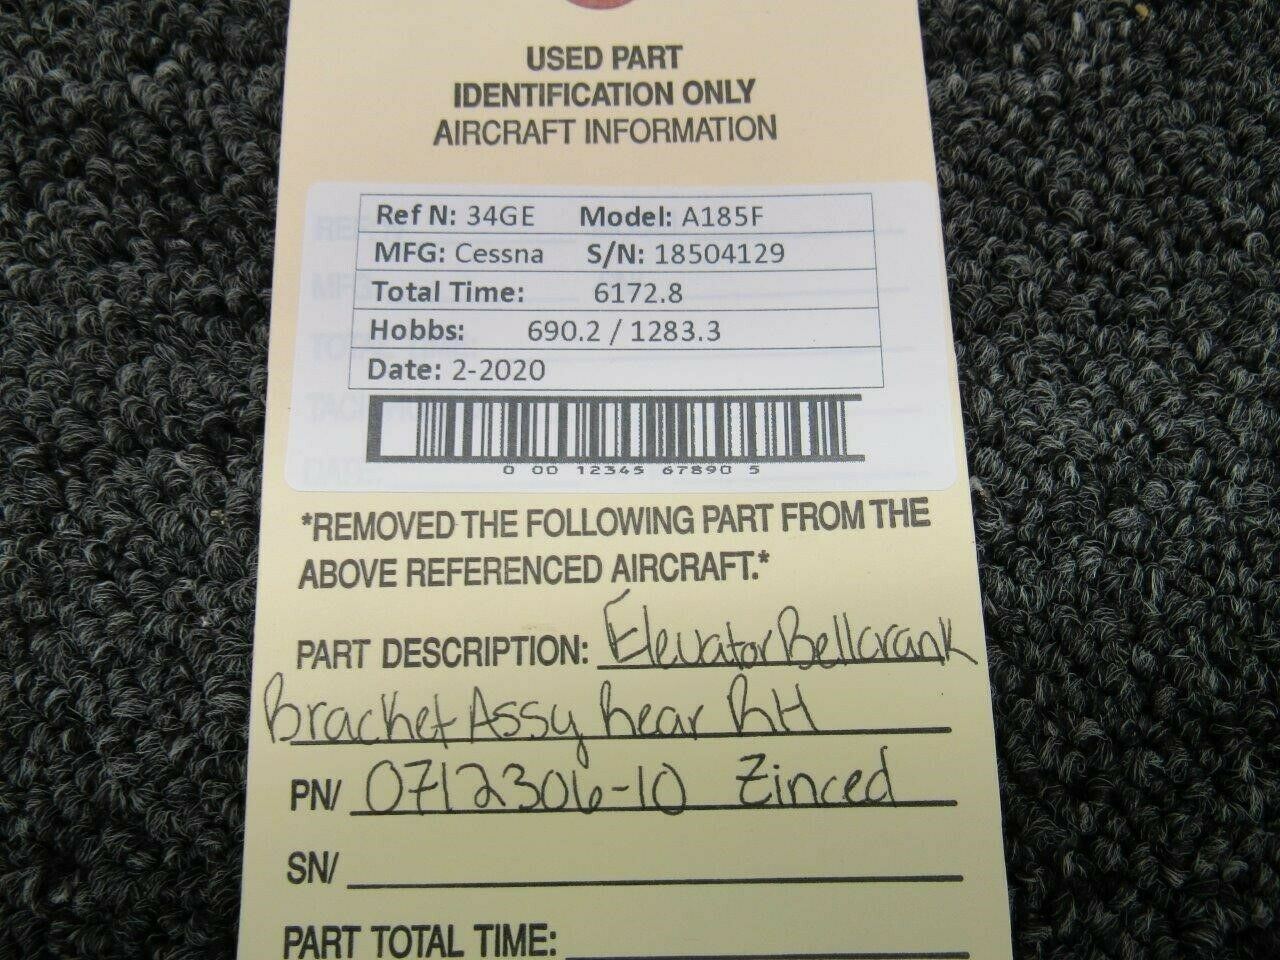 USED PART
IDENTIFICATION ONLY
AIRCRAFT INFORMATION
Ref N: 34GE Model: A185F
MFG: Cessna S/N: 18504129
Total Time: 6172.8
Hobbs: 690.2 / 1283.3
Date: 2-2020
0 00 12345 67890 5
*REMOVED THE FOLLOWING PART FROM THE
ABOVE REFERENCED AIRCRAFT.*
PART DESCRIPTION: Elevator Bellcrank
Bracket Assy Rear RH
PN/ 0712306-10 Zinced
SN/
PART TOTAL TIME: